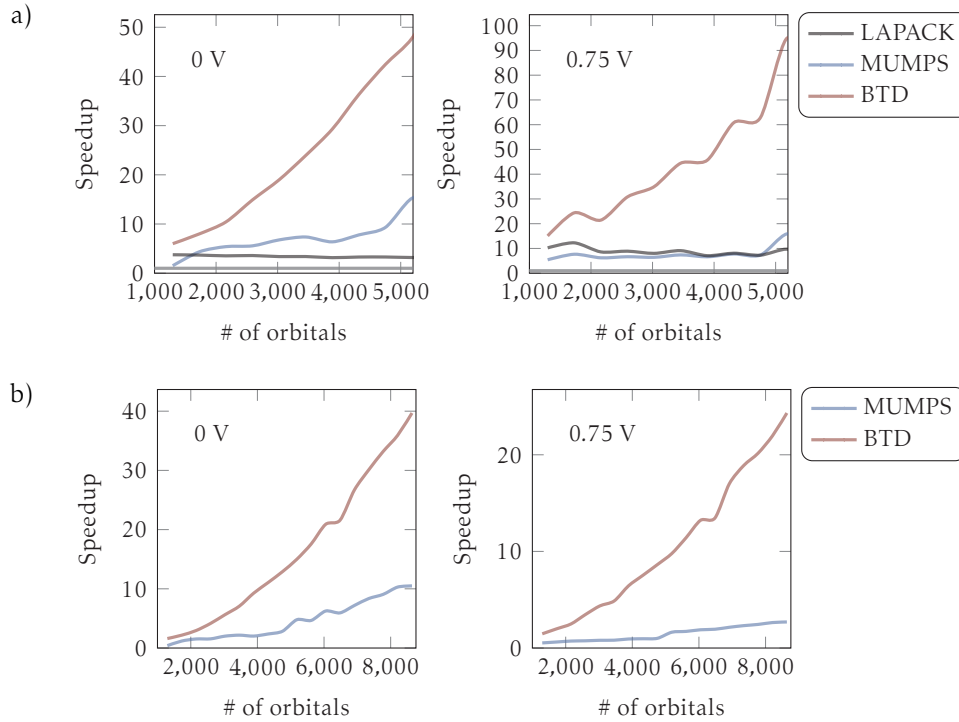 a)
0 V
Speedup
50
40
30
20
10
0
1,000 2,000 3,000 4,000 5,000
# of orbitals
0.75 V
Speedup
100
90
80
70
60
50
40
30
20
10
0
1,000 2,000 3,000 4,000 5,000
# of orbitals
LAPACK
MUMPS
BTD
b)
0 V
Speedup
40
30
20
10
0
2,000 4,000 6,000 8,000
# of orbitals
0.75 V
Speedup
20
10
0
2,000 4,000 6,000 8,000
# of orbitals
MUMPS
BTD